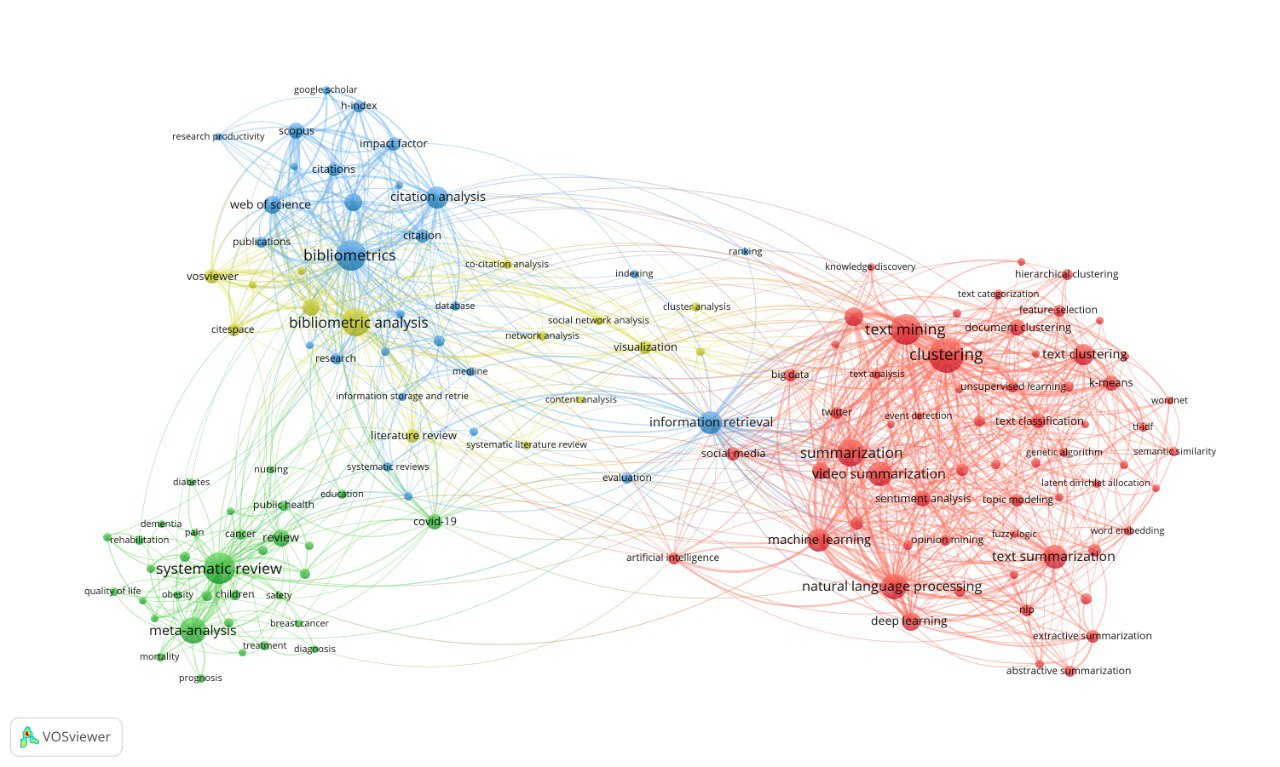 google scholar
h-index
research productivity
scopus
impact factor
citations
citation analysis
web of science
citation
publications
bibliometrics
ranking
co-citation analysis
vosviewer
indexing
knowledge discovery
hierarchical clustering
text categorization
database
cluster analysis
feature selection
social network analysis
bibliometric analysis
citespace
text mining
document clustering
network analysis
visualization
research
clustering
text clustering
medline
big data
text analysis
unsupervised learning
k-means
information storage and retrie
content analysis
wordnet
twitter
event detection
information retrieval
text classification
tf-idf
literature review
systematic literature review
social media
summarization
genetic algorithm
semantic similarity
nursing
systematic reviews
evaluation
video summarization
diabetes
latent dirichlet allocation
education
public health
sentiment analysis
topic modeling
covid-19
dementia
pain
cancer
review
rehabilitation
machine learning
opinion mining
fuzzy logic
word embedding
artificial intelligence
text summarization
systematic review
quality of life
obesity
children
safety
natural language processing
nlp
breast cancer
deep learning
meta-analysis
extractive summarization
treatment
diagnosis
mortality
abstractive summarization
prognosis
VOSviewer